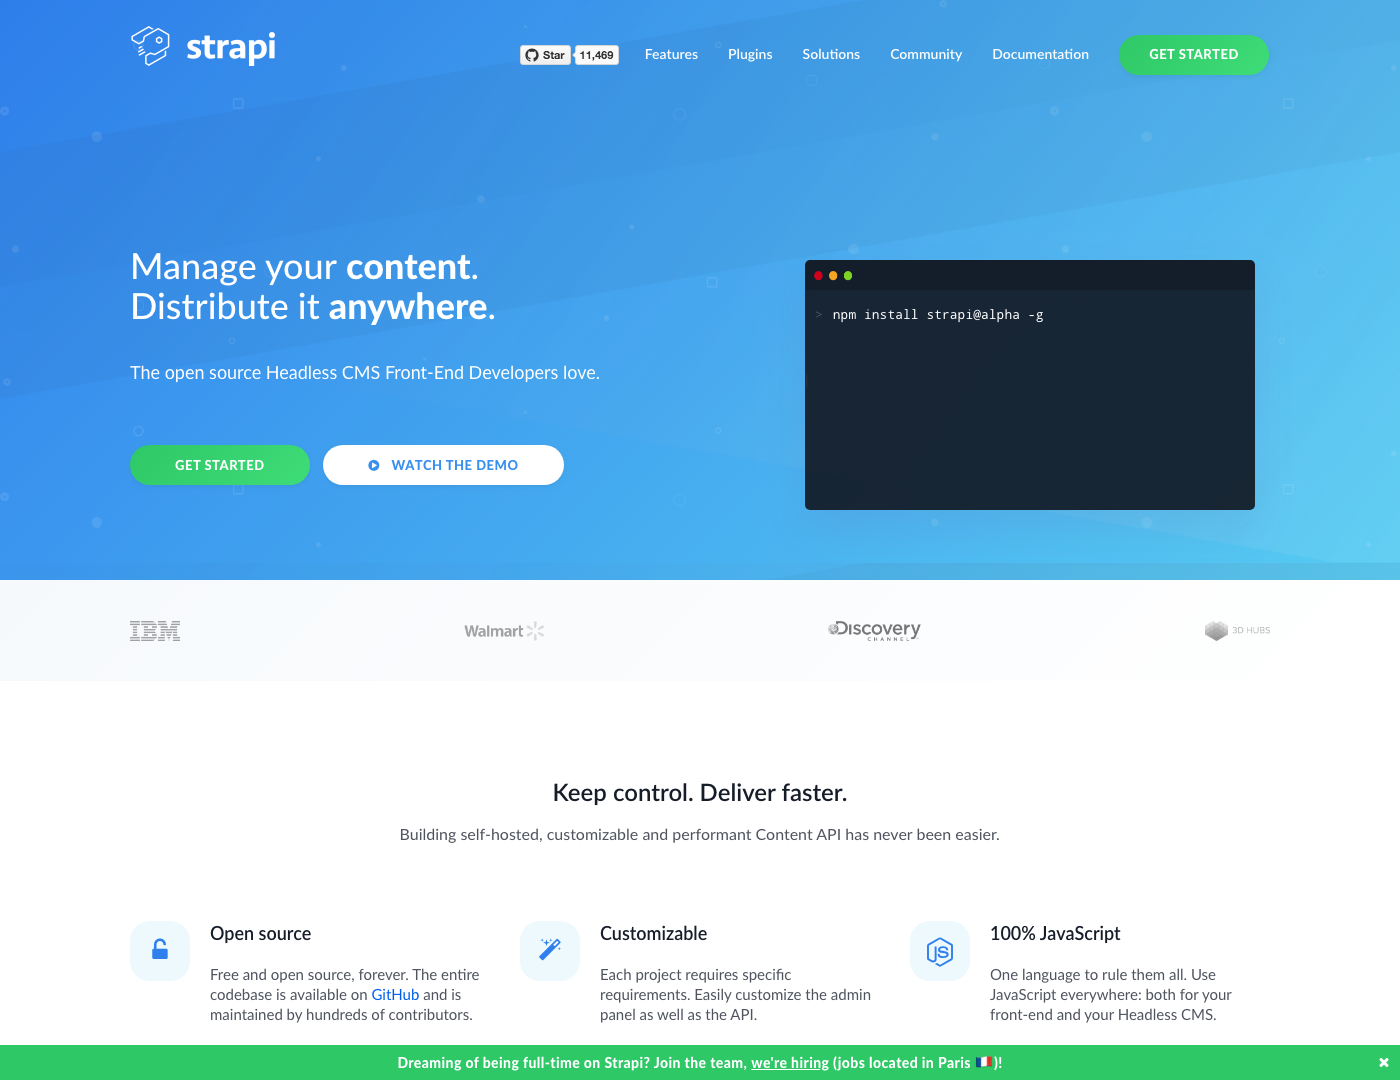 strapi
Star 11,469 Features Plugins Solutions Community Documentation GET STARTED
Manage your content.
Distribute it anywhere.
The open source Headless CMS Front-End Developers love.
GET STARTED WATCH THE DEMO
> npm install strapi@alpha -g
IBM Walmart Discovery CHANNEL 3D HUBS
Keep control. Deliver faster.
Building self-hosted, customizable and performant Content API has never been easier.
Open source
Free and open source, forever. The entire
codebase is available on GitHub and is
maintained by hundreds of contributors.
Customizable
Each project requires specific
requirements. Easily customize the admin
panel as well as the API.
JS
100% JavaScript
One language to rule them all. Use
JavaScript everywhere: both for your
front-end and your Headless CMS.
Dreaming of being full-time on Strapi? Join the team, we're hiring (jobs located in Paris 🇫🇷)!